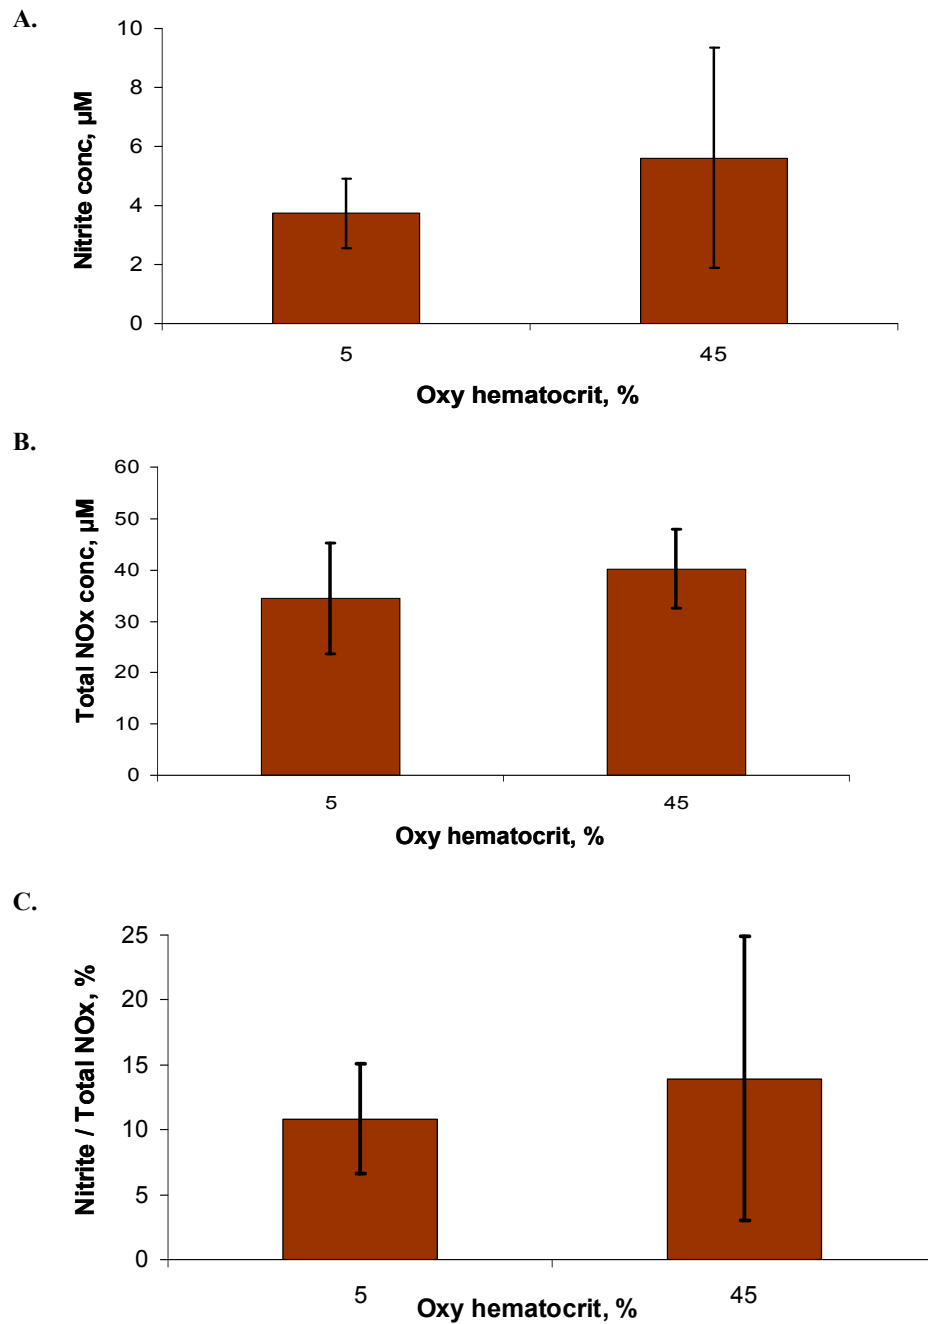 A.
Nitrite conc, µM
10
8
6
4
2
0
5
45
Oxy hematocrit, %
B.
Total NOx conc, µM
60
50
40
30
20
10
0
5
45
Oxy hematocrit, %
C.
Nitrite / Total NOx, %
25
20
15
10
5
0
5
45
Oxy hematocrit, %